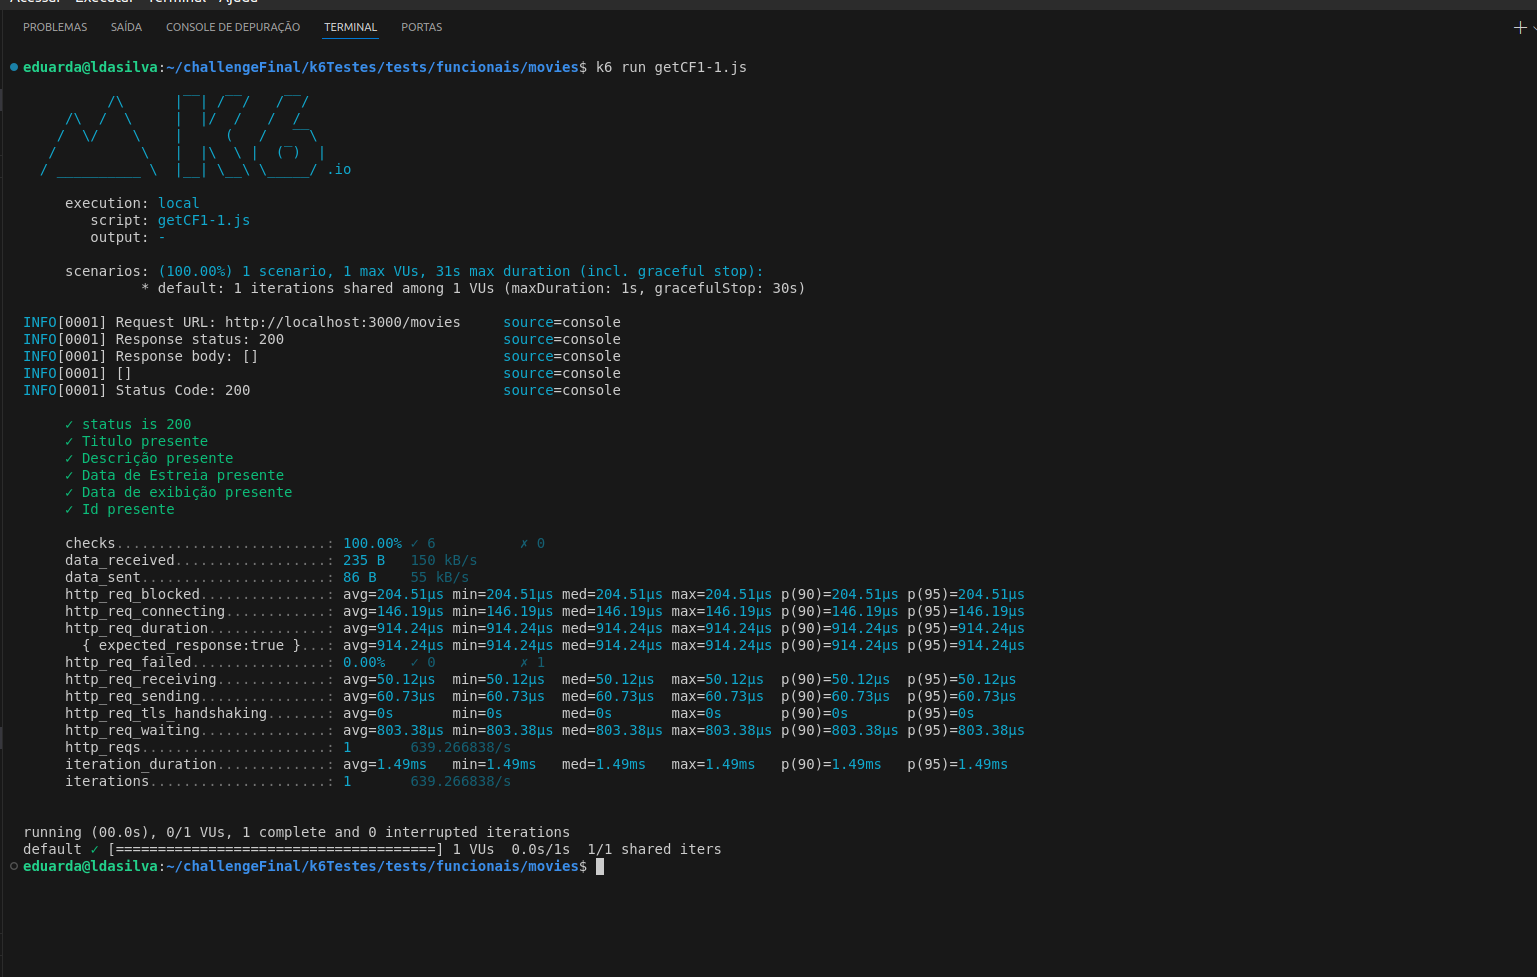 Acessar Executar Terminal Ajuda
PROBLEMAS SAÍDA CONSOLE DE DEPURAÇÃO TERMINAL PORTAS
eduarda@ldasilva:~/challengeFinal/k6Testes/tests/funcionais/movies$ k6 run getCF1-1.js
          /\      |‾‾| /‾‾/   /‾‾/
     /\  /  \     |  |/  /   /  /
    /  \/    \    |     (   /   ‾‾\
   /          \   |  |\  \ |  (‾)  |
  / __________ \  |__| \__\ \_____/ .io
execution: local
script: getCF1-1.js
output: -
scenarios: (100.00%) 1 scenario, 1 max VUs, 31s max duration (incl. graceful stop):
* default: 1 iterations shared among 1 VUs (maxDuration: 1s, gracefulStop: 30s)
INFO[0001] Request URL: http://localhost:3000/movies source=console
INFO[0001] Response status: 200 source=console
INFO[0001] Response body: [] source=console
INFO[0001] [] source=console
INFO[0001] Status Code: 200 source=console
✓ status is 200
✓ Titulo presente
✓ Descrição presente
✓ Data de Estreia presente
✓ Data de exibição presente
✓ Id presente
checks.........................: 100.00% ✓ 6 ✗ 0
data_received..................: 235 B 150 kB/s
data_sent......................: 86 B 55 kB/s
http_req_blocked...............: avg=204.51µs min=204.51µs med=204.51µs max=204.51µs p(90)=204.51µs p(95)=204.51µs
http_req_connecting............: avg=146.19µs min=146.19µs med=146.19µs max=146.19µs p(90)=146.19µs p(95)=146.19µs
http_req_duration..............: avg=914.24µs min=914.24µs med=914.24µs max=914.24µs p(90)=914.24µs p(95)=914.24µs
{ expected_response:true }...: avg=914.24µs min=914.24µs med=914.24µs max=914.24µs p(90)=914.24µs p(95)=914.24µs
http_req_failed................: 0.00% ✓ 0 ✗ 1
http_req_receiving.............: avg=50.12µs min=50.12µs med=50.12µs max=50.12µs p(90)=50.12µs p(95)=50.12µs
http_req_sending...............: avg=60.73µs min=60.73µs med=60.73µs max=60.73µs p(90)=60.73µs p(95)=60.73µs
http_req_tls_handshaking.......: avg=0s min=0s med=0s max=0s p(90)=0s p(95)=0s
http_req_waiting...............: avg=803.38µs min=803.38µs med=803.38µs max=803.38µs p(90)=803.38µs p(95)=803.38µs
http_reqs......................: 1 639.266838/s
iteration_duration.............: avg=1.49ms min=1.49ms med=1.49ms max=1.49ms p(90)=1.49ms p(95)=1.49ms
iterations.....................: 1 639.266838/s
running (00.0s), 0/1 VUs, 1 complete and 0 interrupted iterations
default ✓ [======================================] 1 VUs 0.0s/1s 1/1 shared iters
eduarda@ldasilva:~/challengeFinal/k6Testes/tests/funcionais/movies$